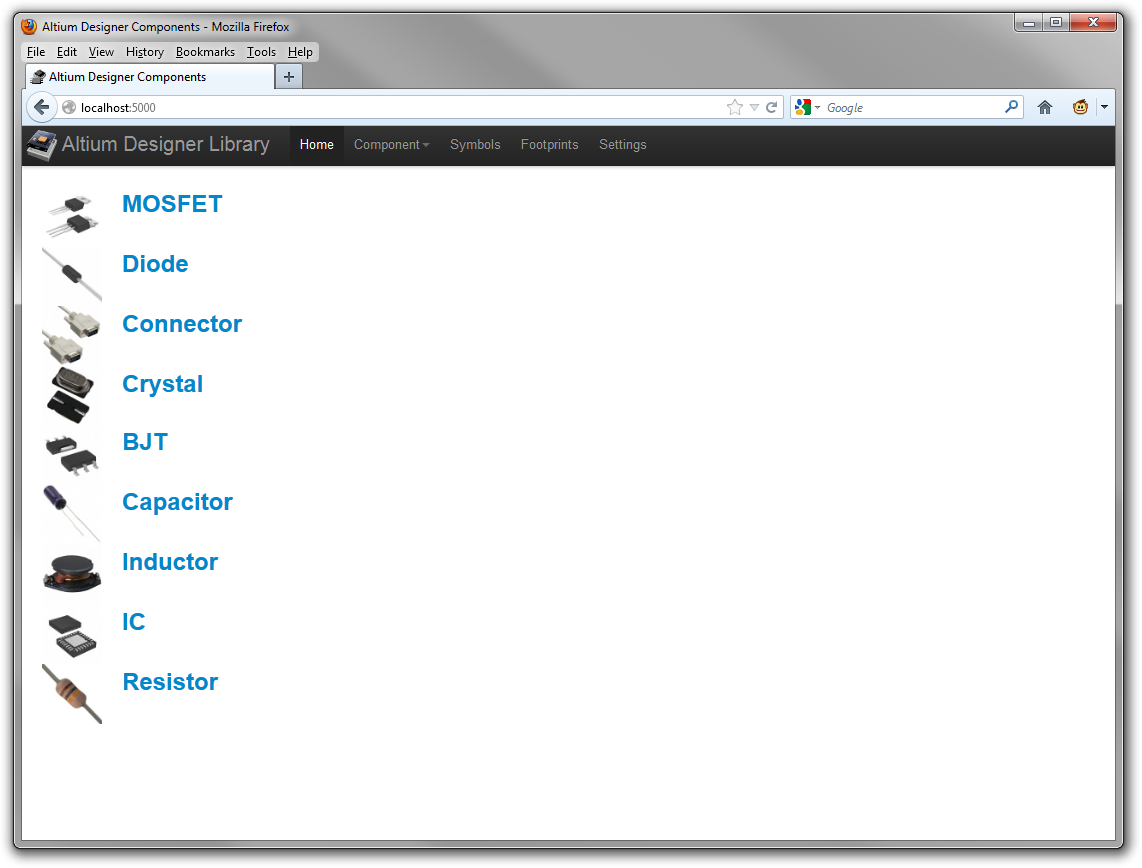 Altium Designer Components - Mozilla Firefox
File Edit View History Bookmarks Tools Help
Altium Designer Components
localhost:5000 Google
Altium Designer Library Home Component Symbols Footprints Settings
MOSFET
Diode
Connector
Crystal
BJT
Capacitor
Inductor
IC
Resistor